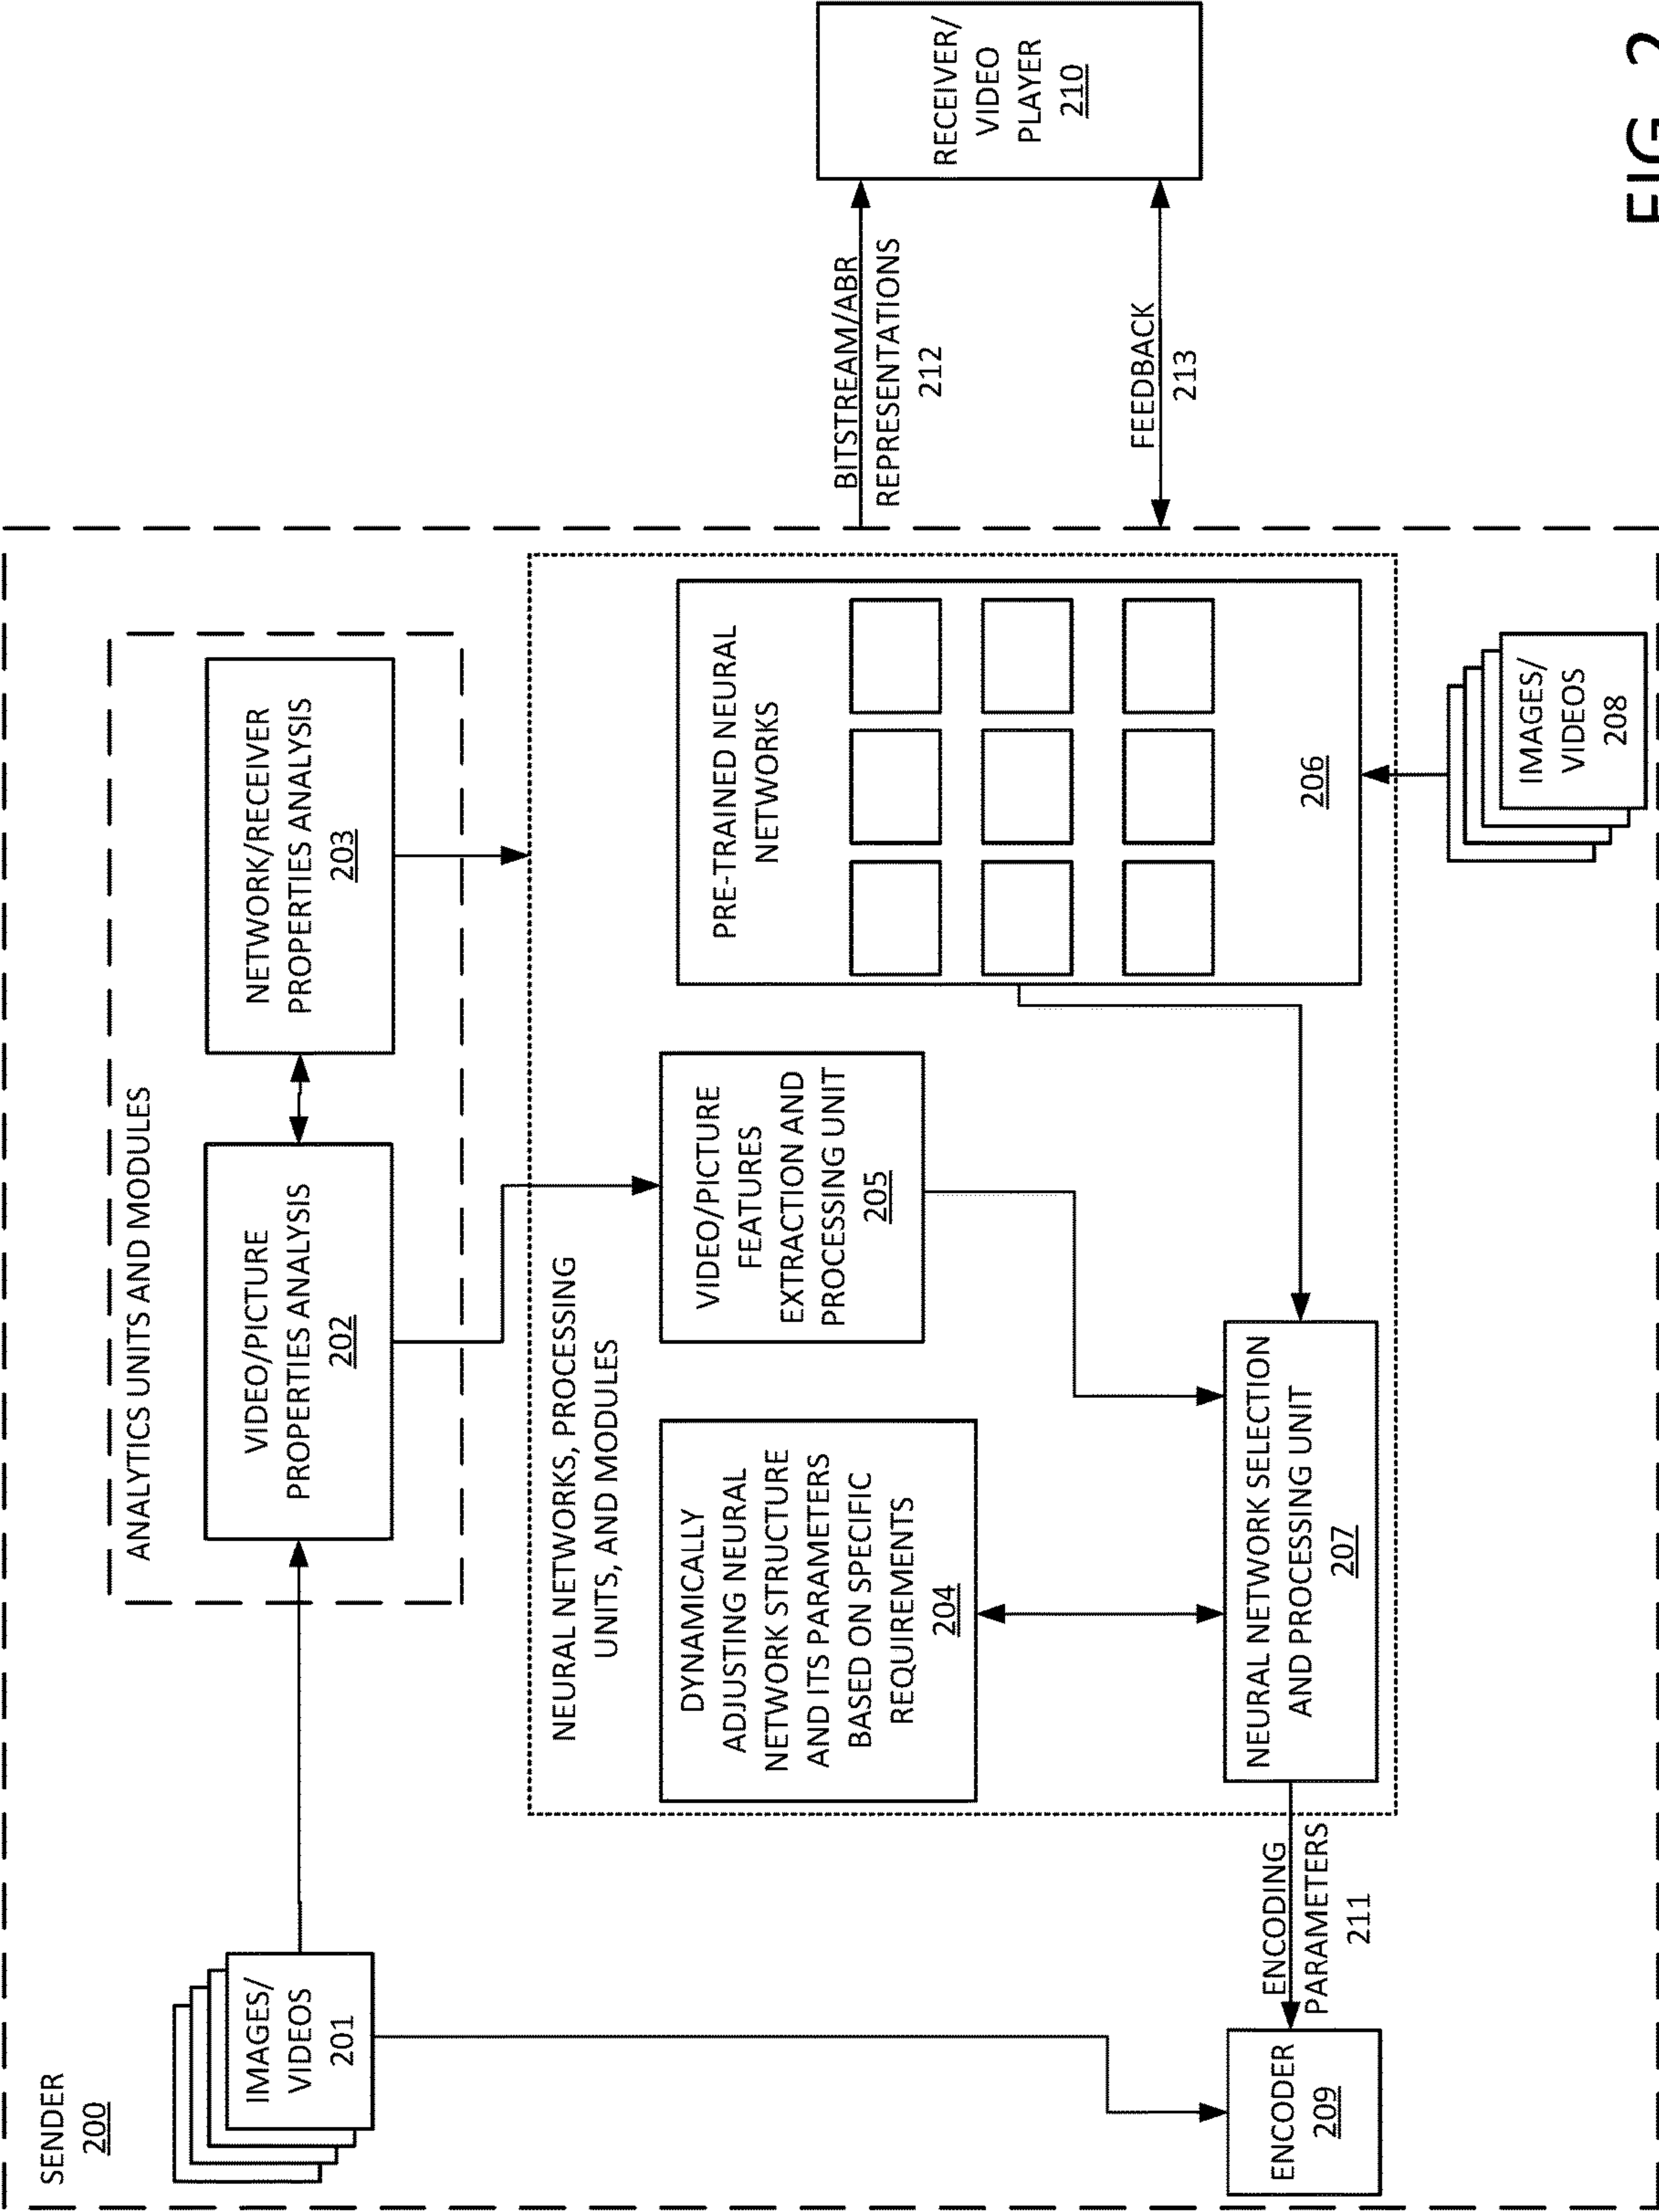 SENDER
200
IMAGES/
VIDEOS
201
ANALYTICS UNITS AND MODULES
VIDEO/PICTURE
PROPERTIES ANALYSIS
202
NETWORK/RECEIVER
PROPERTIES ANALYSIS
203
NEURAL NETWORKS, PROCESSING
UNITS, AND MODULES
DYNAMICALLY
ADJUSTING NEURAL
NETWORK STRUCTURE
AND ITS PARAMETERS
BASED ON SPECIFIC
REQUIREMENTS
204
VIDEO/PICTURE
FEATURES
EXTRACTION AND
PROCESSING UNIT
205
PRE-TRAINED NEURAL
NETWORKS
206
NEURAL NETWORK SELECTION
AND PROCESSING UNIT
207
IMAGES/
VIDEOS
208
ENCODER
209
ENCODING
PARAMETERS
211
BITSTREAM/ABR
REPRESENTATIONS
212
FEEDBACK
213
RECEIVER/
VIDEO
PLAYER
210
FIG. 2